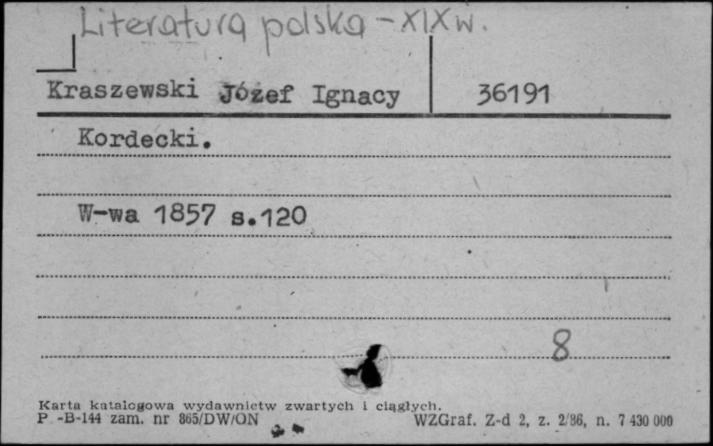 Literatura polska - XIX w.
Kraszewski Józef Ignacy 36191
Kordecki.
W-wa 1857 s.120
8
Karta katalogowa wydawnictw zwartych i ciągłych.
P -B-144 zam. nr 865/DW/ON WZGraf. Z-d 2, z. 2/86, n. 7 430 000